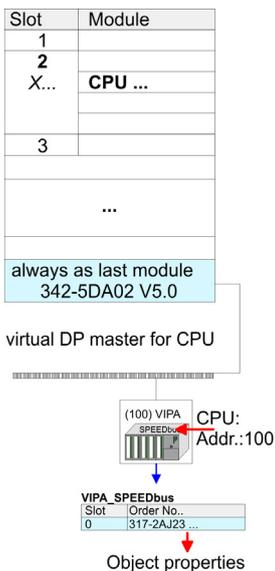 Slot Module
1
2
X... CPU ...
3
...
always as last module
342-5DA02 V5.0
virtual DP master for CPU
(100) VIPA
SPEEDbus
CPU:
Addr.:100
VIPA_SPEEDbus
Slot Order No..
0 317-2AJ23 ...
Object properties